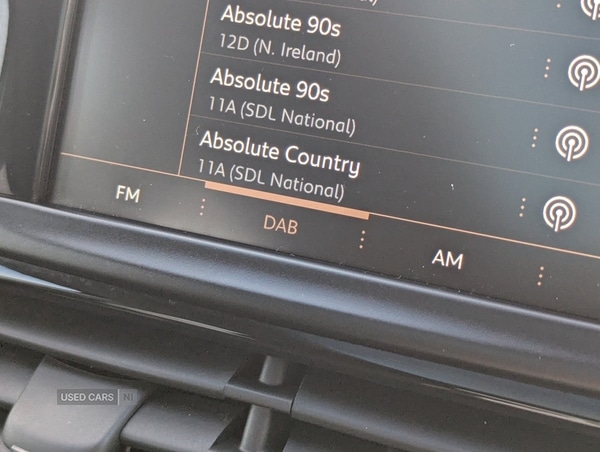 Absolute 90s
12D (N. Ireland)
Absolute 90s
11A (SDL National)
Absolute Country
11A (SDL National)
FM
DAB
AM
USED CARS NI